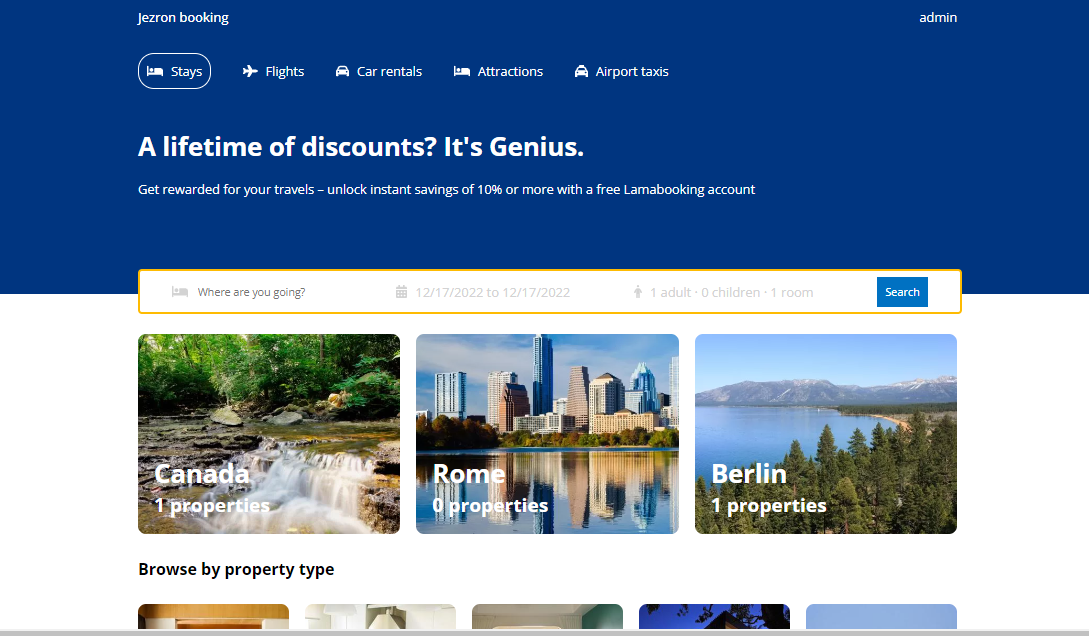 Jezron booking
admin
Stays
Flights
Car rentals
Attractions
Airport taxis
A lifetime of discounts? It's Genius.
Get rewarded for your travels – unlock instant savings of 10% or more with a free Lamabooking account
Where are you going?
12/17/2022 to 12/17/2022
1 adult · 0 children · 1 room
Search
Canada
1 properties
Rome
0 properties
Berlin
1 properties
Browse by property type